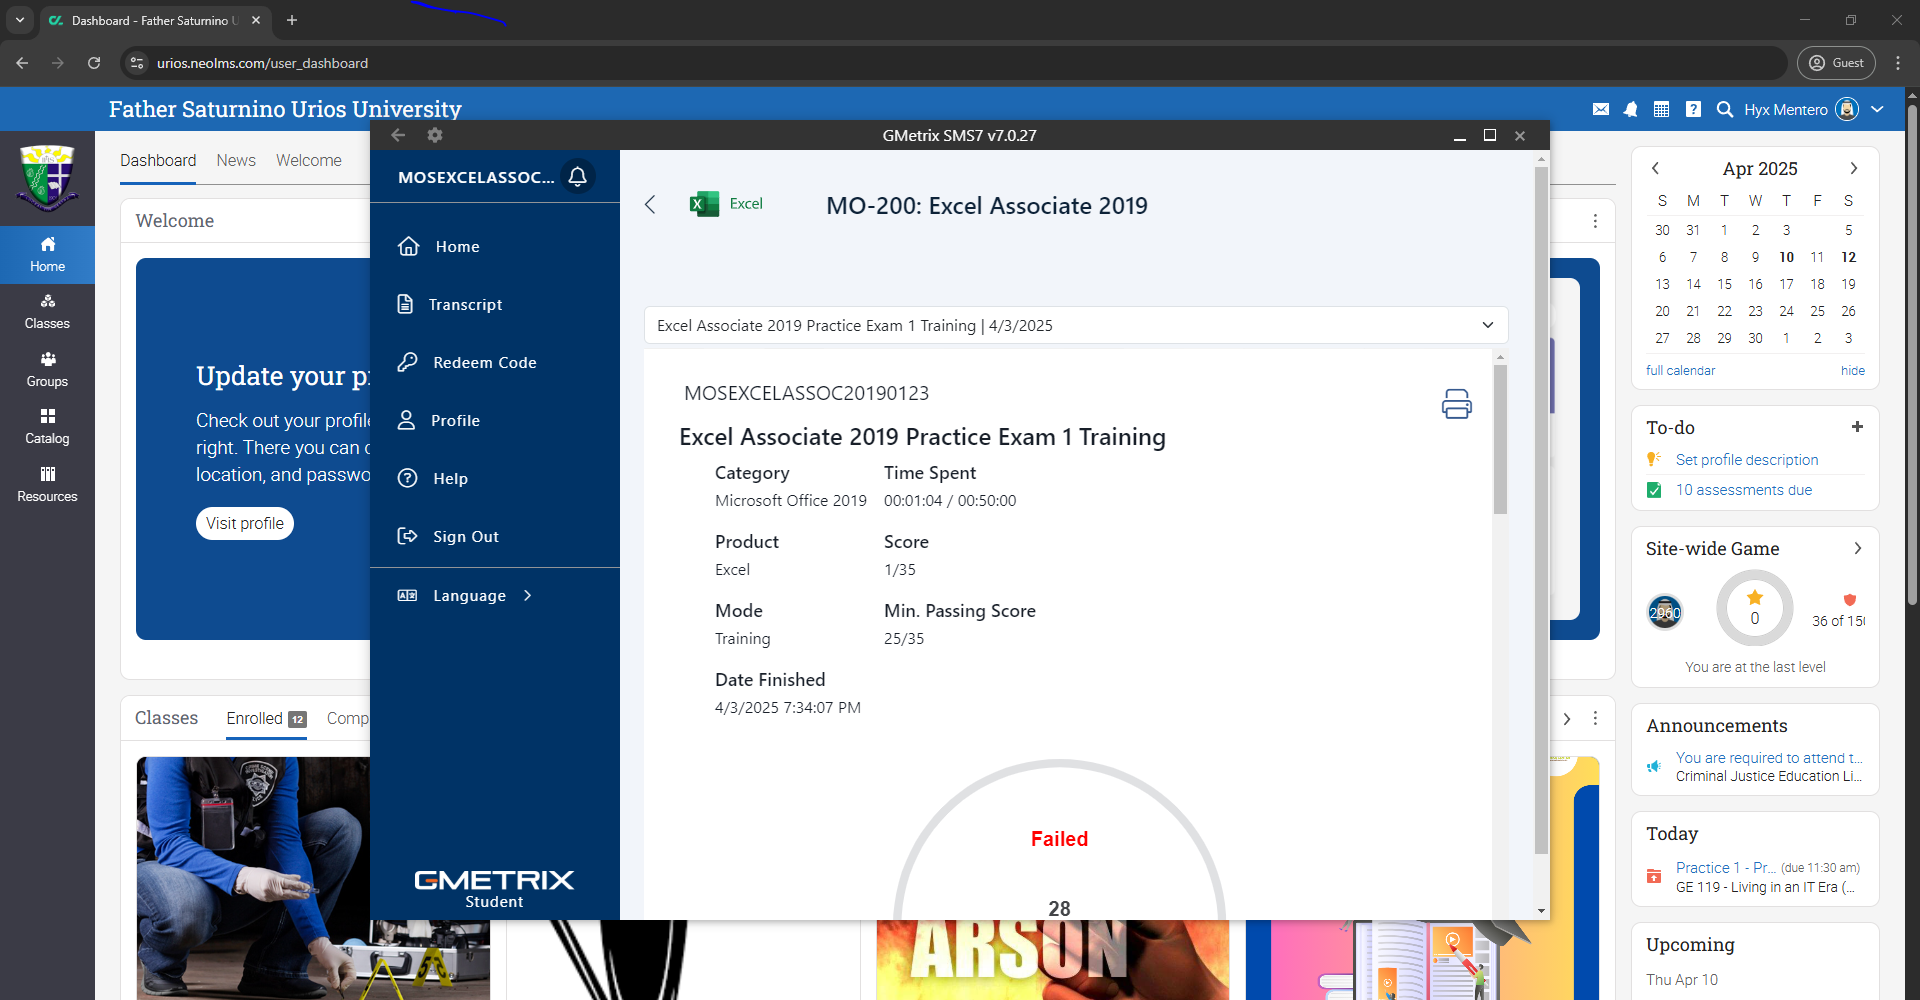 Dashboard - Father Saturnino U
urios.neolms.com/user_dashboard
Guest
Father Saturnino Urios University
Hyx Mentero
Home
Classes
Groups
Catalog
Resources
Dashboard
News
Welcome
Welcome
Update your p
Check out your profil
right. There you can
location, and passwo
Visit profile
Classes
Enrolled 12
Comp
GMetrix SMS7 v7.0.27
MOSEXCELASSOC...
Home
Transcript
Redeem Code
Profile
Help
Sign Out
Language
GMETRIX
Student
Excel
MO-200: Excel Associate 2019
Excel Associate 2019 Practice Exam 1 Training | 4/3/2025
MOSEXCELASSOC20190123
Excel Associate 2019 Practice Exam 1 Training
Category
Microsoft Office 2019
Time Spent
00:01:04 / 00:50:00
Product
Excel
Score
1/35
Mode
Training
Min. Passing Score
25/35
Date Finished
4/3/2025 7:34:07 PM
Failed
28
ARSON
Apr 2025
S M T W T F S
30 31 1 2 3 5
6 7 8 9 10 11 12
13 14 15 16 17 18 19
20 21 22 23 24 25 26
27 28 29 30 1 2 3
full calendar
hide
To-do
Set profile description
10 assessments due
Site-wide Game
2960
0
36 of 150
You are at the last level
Announcements
You are required to attend t...
Criminal Justice Education Li...
Today
Practice 1 - Pr... (due 11:30 am)
GE 119 - Living in an IT Era (...
Upcoming
Thu Apr 10